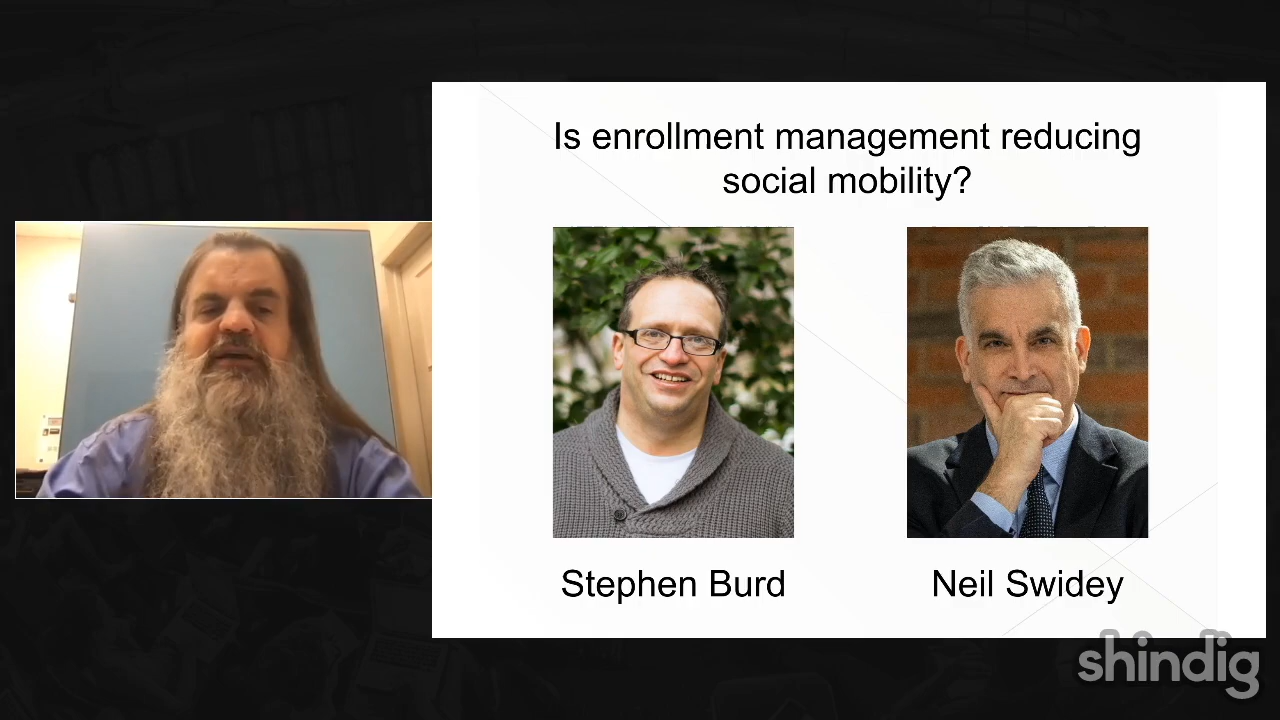 Is enrollment management reducing
social mobility?
Stephen Burd
Neil Swidey
shindig